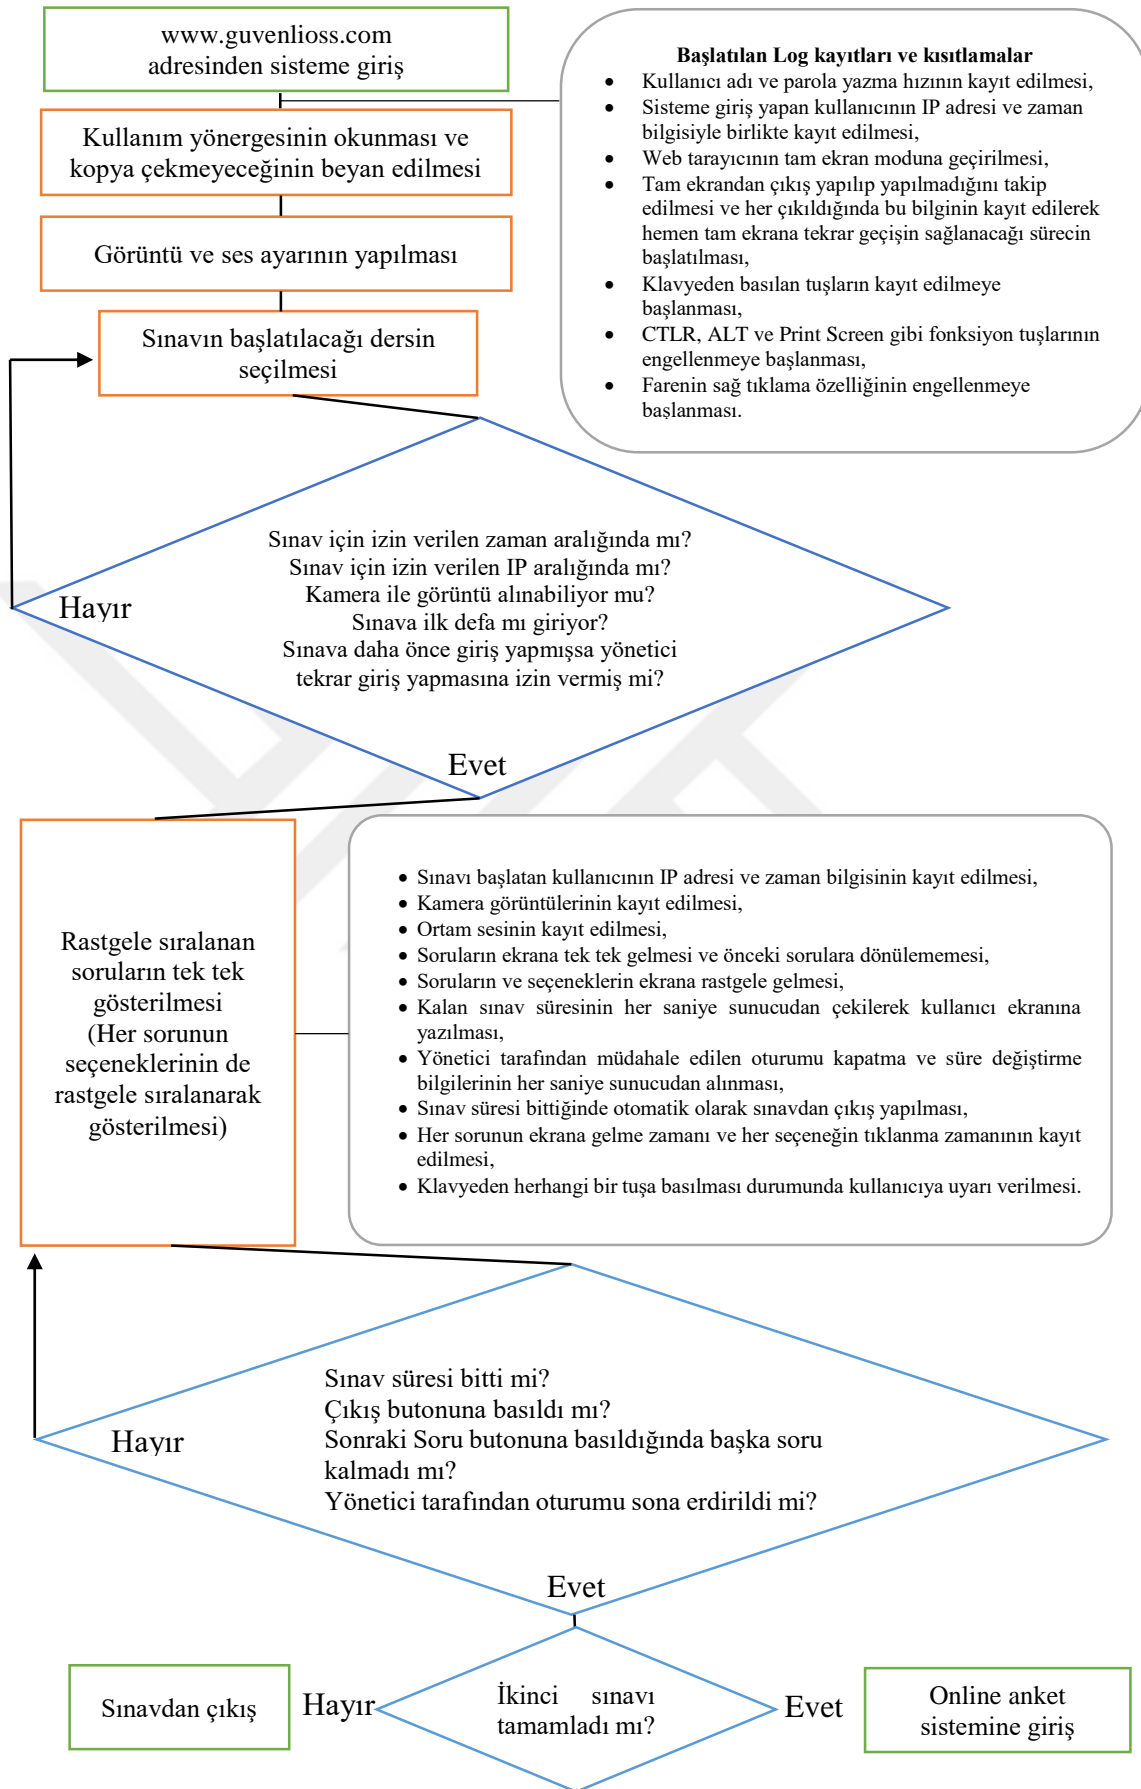 www.guvenlioss.com
adresinden sisteme giriş
Başlatılan Log kayıtları ve kısıtlamalar
• Kullanıcı adı ve parola yazma hızının kayıt edilmesi,
• Sisteme giriş yapan kullanıcının IP adresi ve zaman
bilgisiyle birlikte kayıt edilmesi,
• Web tarayıcının tam ekran moduna geçirilmesi,
• Tam ekrandan çıkış yapılıp yapılmadığını takip
edilmesi ve her çıkıldığında bu bilginin kayıt edilerek
hemen tam ekrana tekrar geçişin sağlanacağı sürecin
başlatılması,
• Klavyeden basılan tuşların kayıt edilmeye
başlanması,
• CTLR, ALT ve Print Screen gibi fonksiyon tuşlarının
engellenmeye başlanması,
• Farenin sağ tıklama özelliğinin engellenmeye
başlanması.
Kullanım yönergesinin okunması ve
kopya çekmeyeceğinin beyan edilmesi
Görüntü ve ses ayarının yapılması
Sınavın başlatılacağı dersin
seçilmesi
Sınav için izin verilen zaman aralığında mı?
Sınav için izin verilen IP aralığında mı?
Kamera ile görüntü alınabiliyor mu?
Sınava ilk defa mı giriyor?
Sınava daha önce giriş yapmışsa yönetici
tekrar giriş yapmasına izin vermiş mi?
Hayır
Evet
Rastgele sıralanan
soruların tek tek
gösterilmesi
(Her sorunun
seçeneklerinin de
rastgele sıralanarak
gösterilmesi)
• Sınavı başlatan kullanıcının IP adresi ve zaman bilgisinin kayıt edilmesi,
• Kamera görüntülerinin kayıt edilmesi,
• Ortam sesinin kayıt edilmesi,
• Soruların ekrana tek tek gelmesi ve önceki sorulara dönülememesi,
• Soruların ve seçeneklerin ekrana rastgele gelmesi,
• Kalan sınav süresinin her saniye sunucudan çekilerek kullanıcı ekranına
yazılması,
• Yönetici tarafından müdahale edilen oturumu kapatma ve süre değiştirme
bilgilerinin her saniye sunucudan alınması,
• Sınav süresi bittiğinde otomatik olarak sınavdan çıkış yapılması,
• Her sorunun ekrana gelme zamanı ve her seçeneğin tıklanma zamanının kayıt
edilmesi,
• Klavyeden herhangi bir tuşa basılması durumunda kullanıcıya uyarı verilmesi.
Sınav süresi bitti mi?
Çıkış butonuna basıldı mı?
Sonraki Soru butonuna basıldığında başka soru
kalmadı mı?
Yönetici tarafından oturumu sona erdirildi mi?
Hayır
Evet
Sınavdan çıkış
Hayır
İkinci sınavı
tamamladı mı?
Evet
Online anket
sistemine giriş